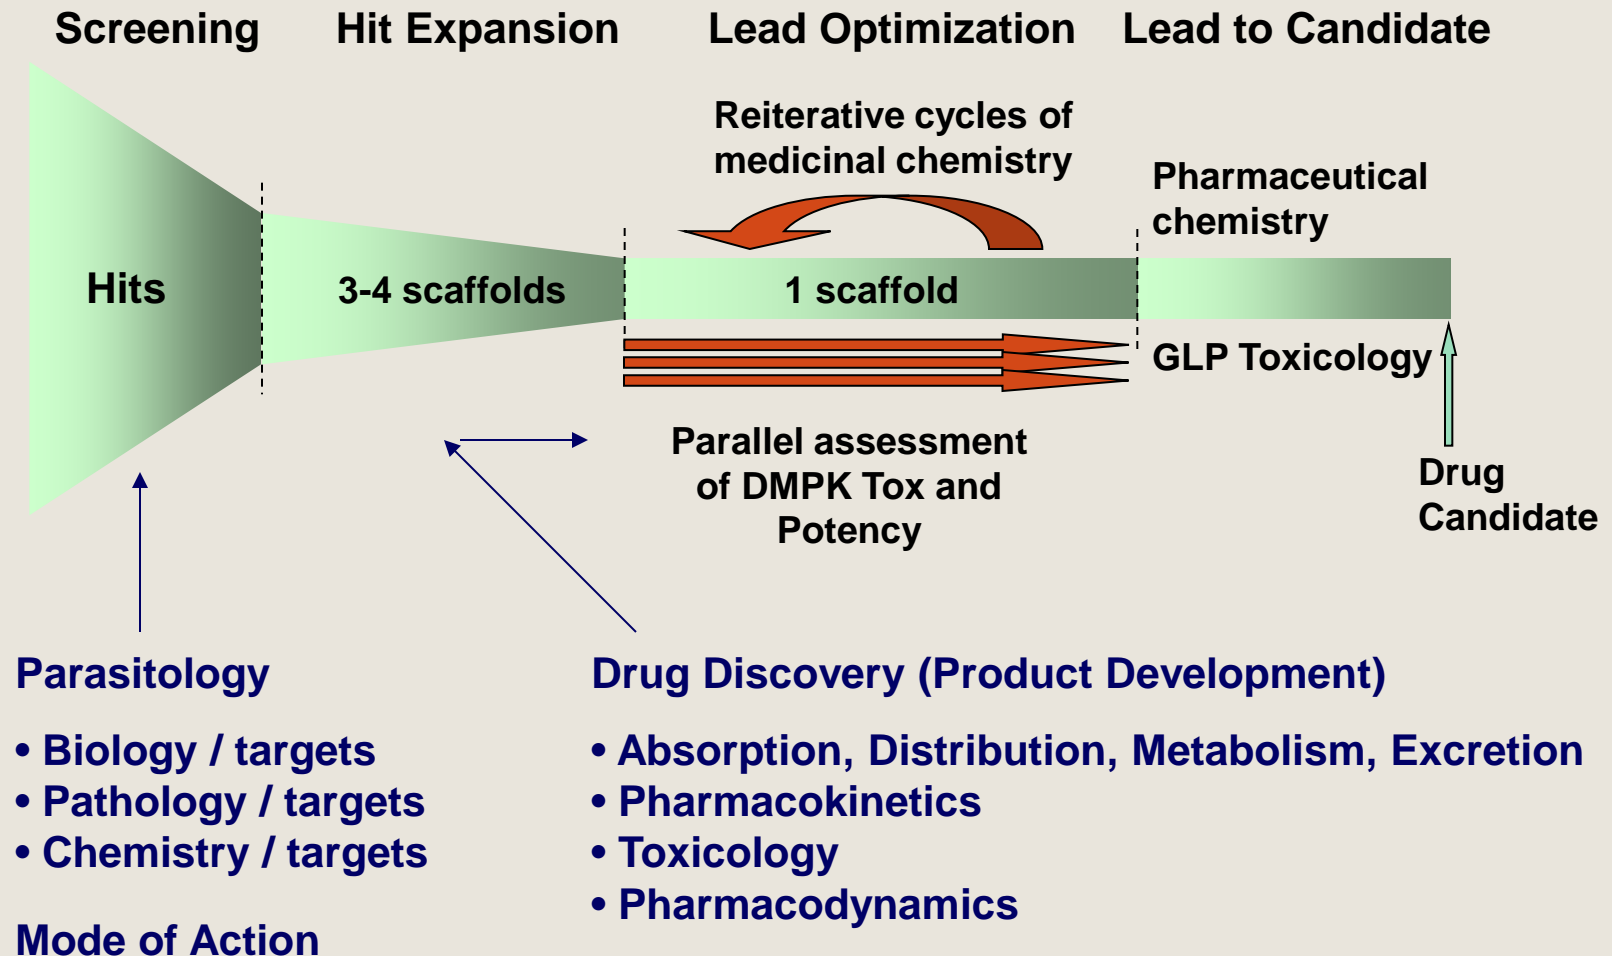 Screening
Hit Expansion
Lead Optimization
Lead to Candidate
Reiterative cycles of
medicinal chemistry
Pharmaceutical
chemistry
Hits
3-4 scaffolds
1 scaffold
GLP Toxicology
Parallel assessment
of DMPK Tox and
Potency
Drug
Candidate
Parasitology
• Biology / targets
• Pathology / targets
• Chemistry / targets
Mode of Action
Drug Discovery (Product Development)
• Absorption, Distribution, Metabolism, Excretion
• Pharmacokinetics
• Toxicology
• Pharmacodynamics